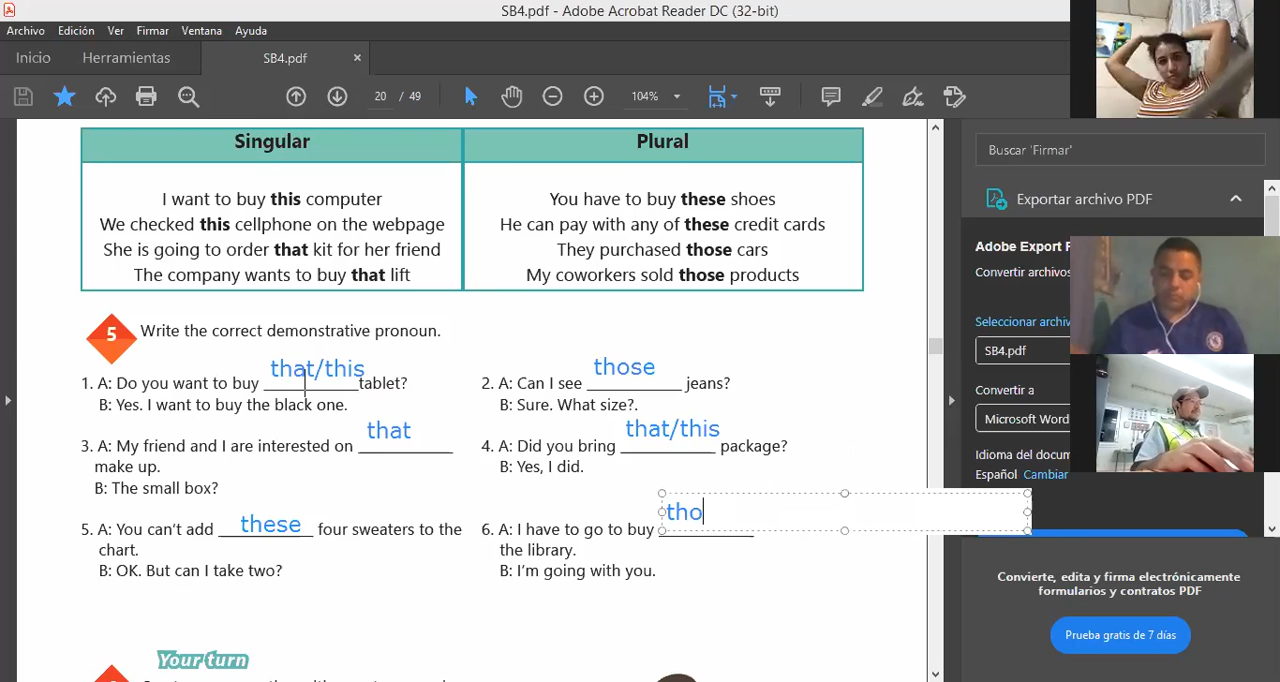 SB4.pdf - Adobe Acrobat Reader DC (32-bit)
Archivo Edición Ver Firmar Ventana Ayuda
Inicio Herramientas SB4.pdf ×
20 / 49 104%
Singular Plural
I want to buy this computer
We checked this cellphone on the webpage
She is going to order that kit for her friend
The company wants to buy that lift
You have to buy these shoes
He can pay with any of these credit cards
They purchased those cars
My coworkers sold those products
5 Write the correct demonstrative pronoun.
1. A: Do you want to buy that/this tablet?
B: Yes. I want to buy the black one.
2. A: Can I see those jeans?
B: Sure. What size?.
3. A: My friend and I are interested on that
make up.
B: The small box?
4. A: Did you bring that/this package?
B: Yes, I did.
5. A: You can't add these four sweaters to the
chart.
B: OK. But can I take two?
6. A: I have to go to buy tho
the library.
B: I'm going with you.
Your turn
Buscar 'Firmar'
Exportar archivo PDF
Adobe Export
Convertir archivos
Seleccionar archi
SB4.pdf
Convertir a
Microsoft Word
Idioma del docum
Español Cambiar
Convierte, edita y firma electrónicamente
formularios y contratos PDF
Prueba gratis de 7 días